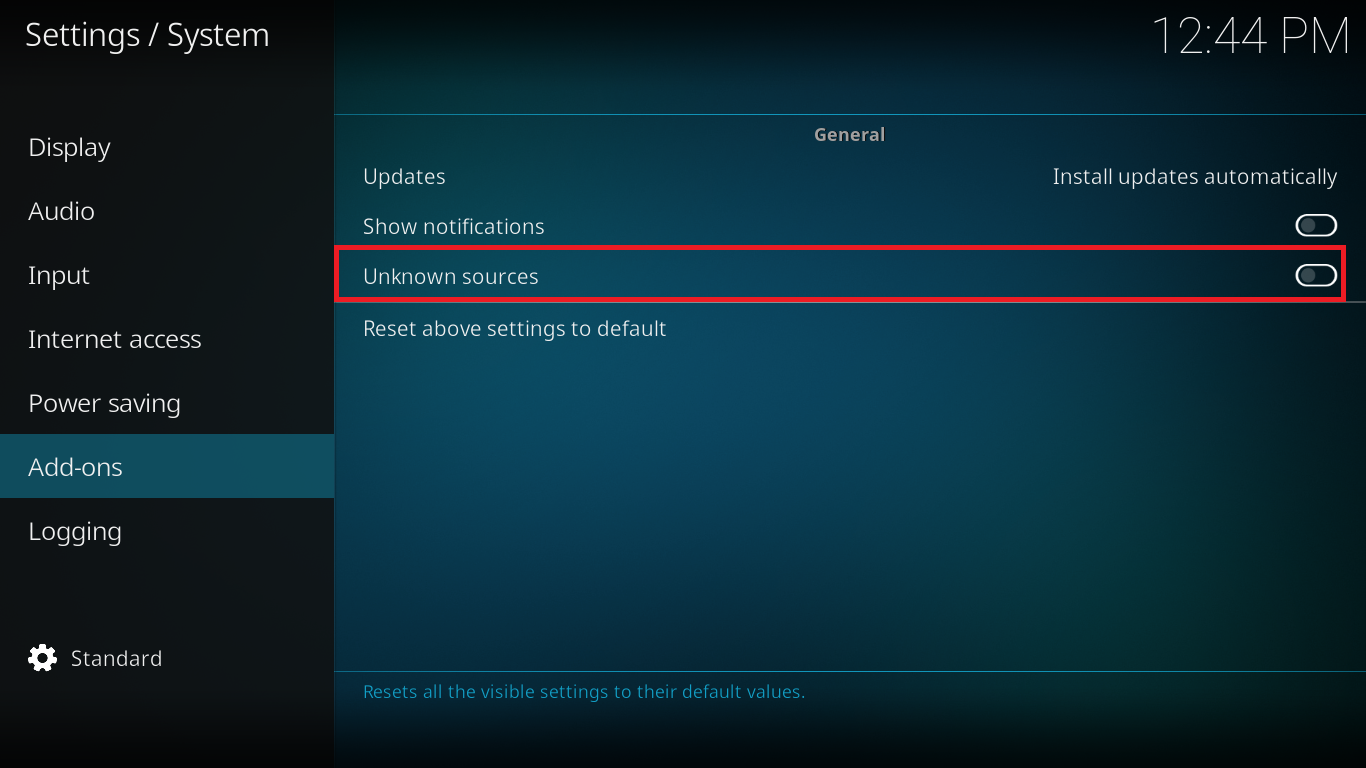 Settings / System
12:44 PM
Display
Audio
Input
Internet access
Power saving
Add-ons
Logging
Standard
General
Updates
Install updates automatically
Show notifications
Unknown sources
Reset above settings to default
Resets all the visible settings to their default values.